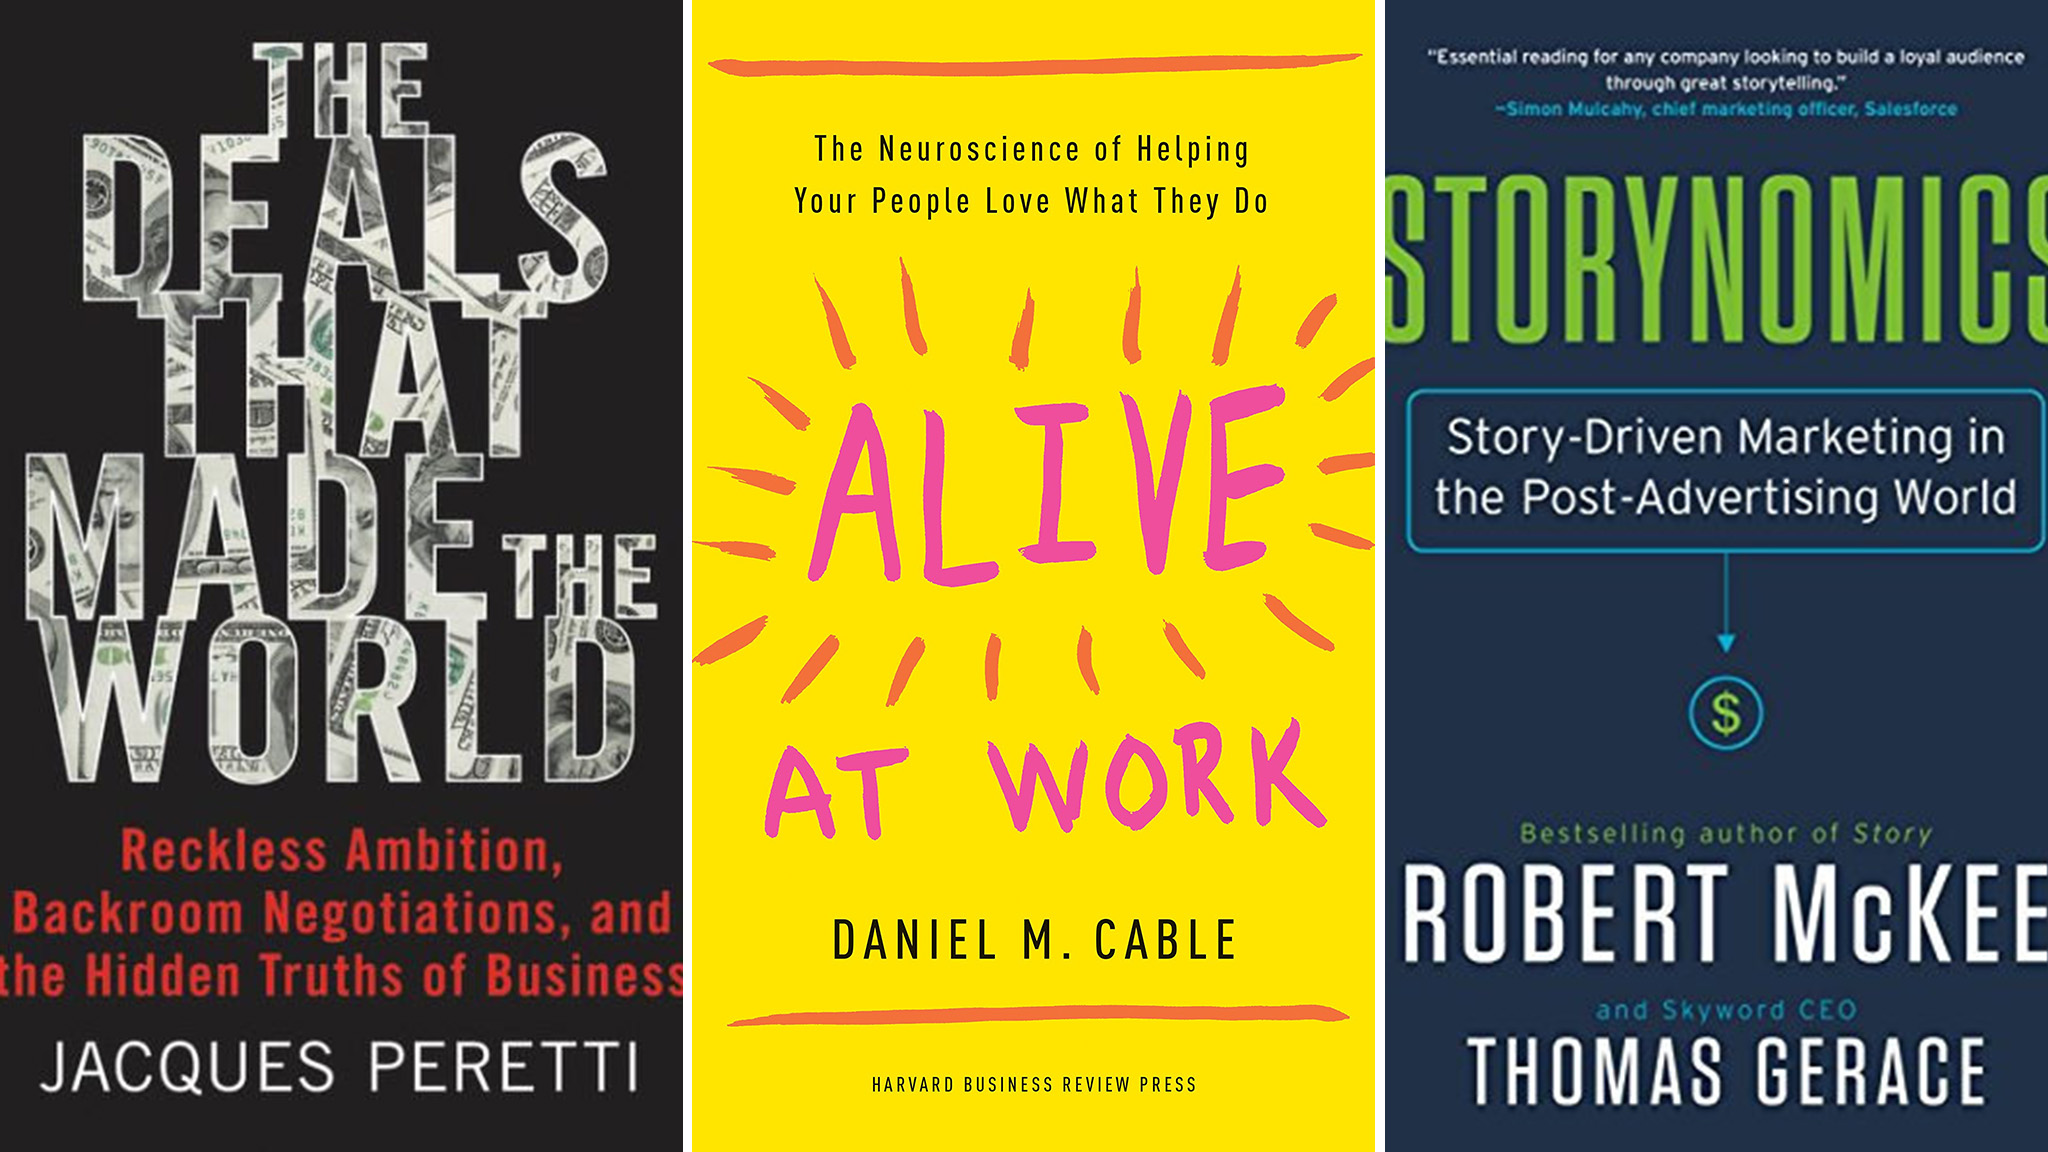 THE
DEALS
THAT
MADE THE
WORLD
Reckless Ambition,
Backroom Negotiations, and
the Hidden Truths of Business
JACQUES PERETTI
The Neuroscience of Helping
Your People Love What They Do
ALIVE
AT WORK
DANIEL M. CABLE
HARVARD BUSINESS REVIEW PRESS
"Essential reading for any company looking to build a loyal audience
through great storytelling."
—Simon Mulcahy, chief marketing officer, Salesforce
STORYNOMICS
Story-Driven Marketing in
the Post-Advertising World
$
Bestselling author of Story
ROBERT McKEE
and Skyword CEO
THOMAS GERACE